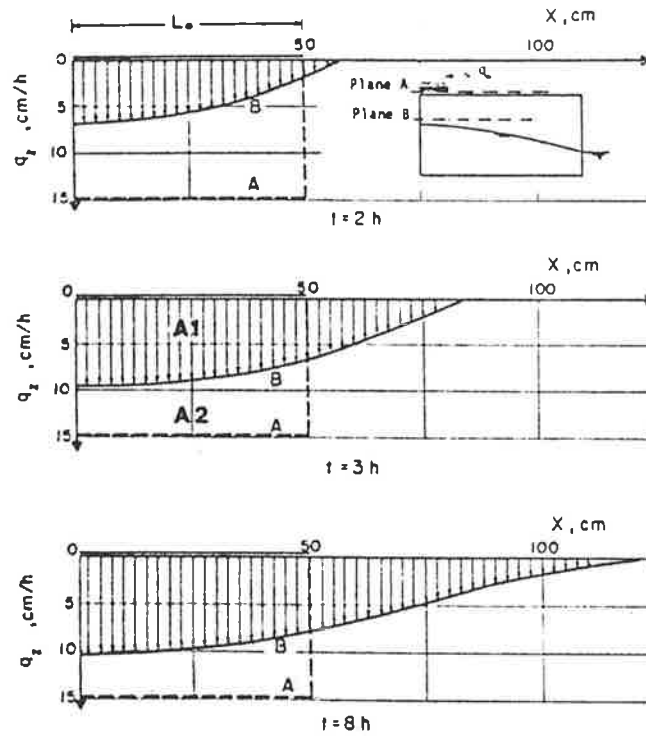 L₀
X ,cm
0
50
100
5
10
15
q_z , cm/h
B
A
Plane A
q₀
Plane B
t=2 h
X ,cm
0
50
100
A1
5
B
10
A2
A
15
q_z , cm/h
t=3 h
X ,cm
0
50
100
5
10
B
A
15
q_z , cm/h
t=8h